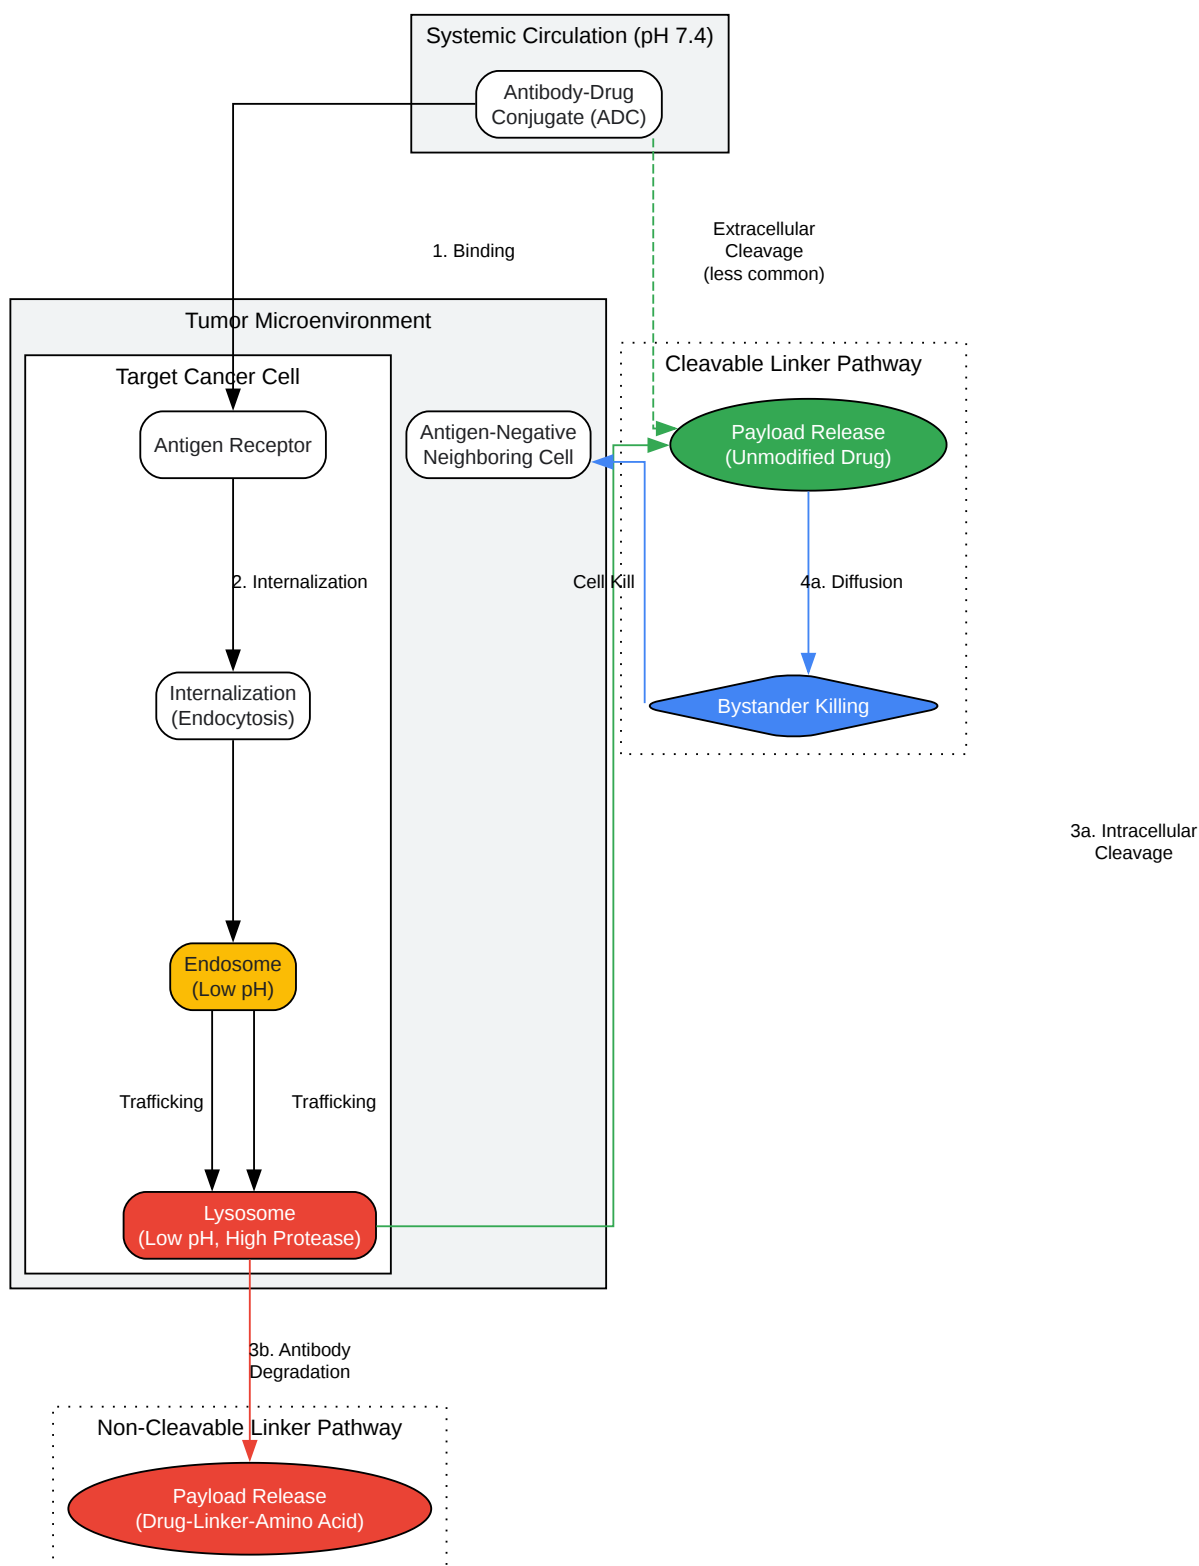 Systemic Circulation (pH 7.4)
Antibody-Drug
Conjugate (ADC)
1. Binding
Extracellular
Cleavage
(less common)
Tumor Microenvironment
Target Cancer Cell
Antigen Receptor
Antigen-Negative
Neighboring Cell
Cleavable Linker Pathway
Payload Release
(Unmodified Drug)
2. Internalization
Cell Kill
4a. Diffusion
Internalization
(Endocytosis)
Bystander Killing
3a. Intracellular
Cleavage
Endosome
(Low pH)
Trafficking
Trafficking
Lysosome
(Low pH, High Protease)
3b. Antibody
Degradation
Non-Cleavable Linker Pathway
Payload Release
(Drug-Linker-Amino Acid)